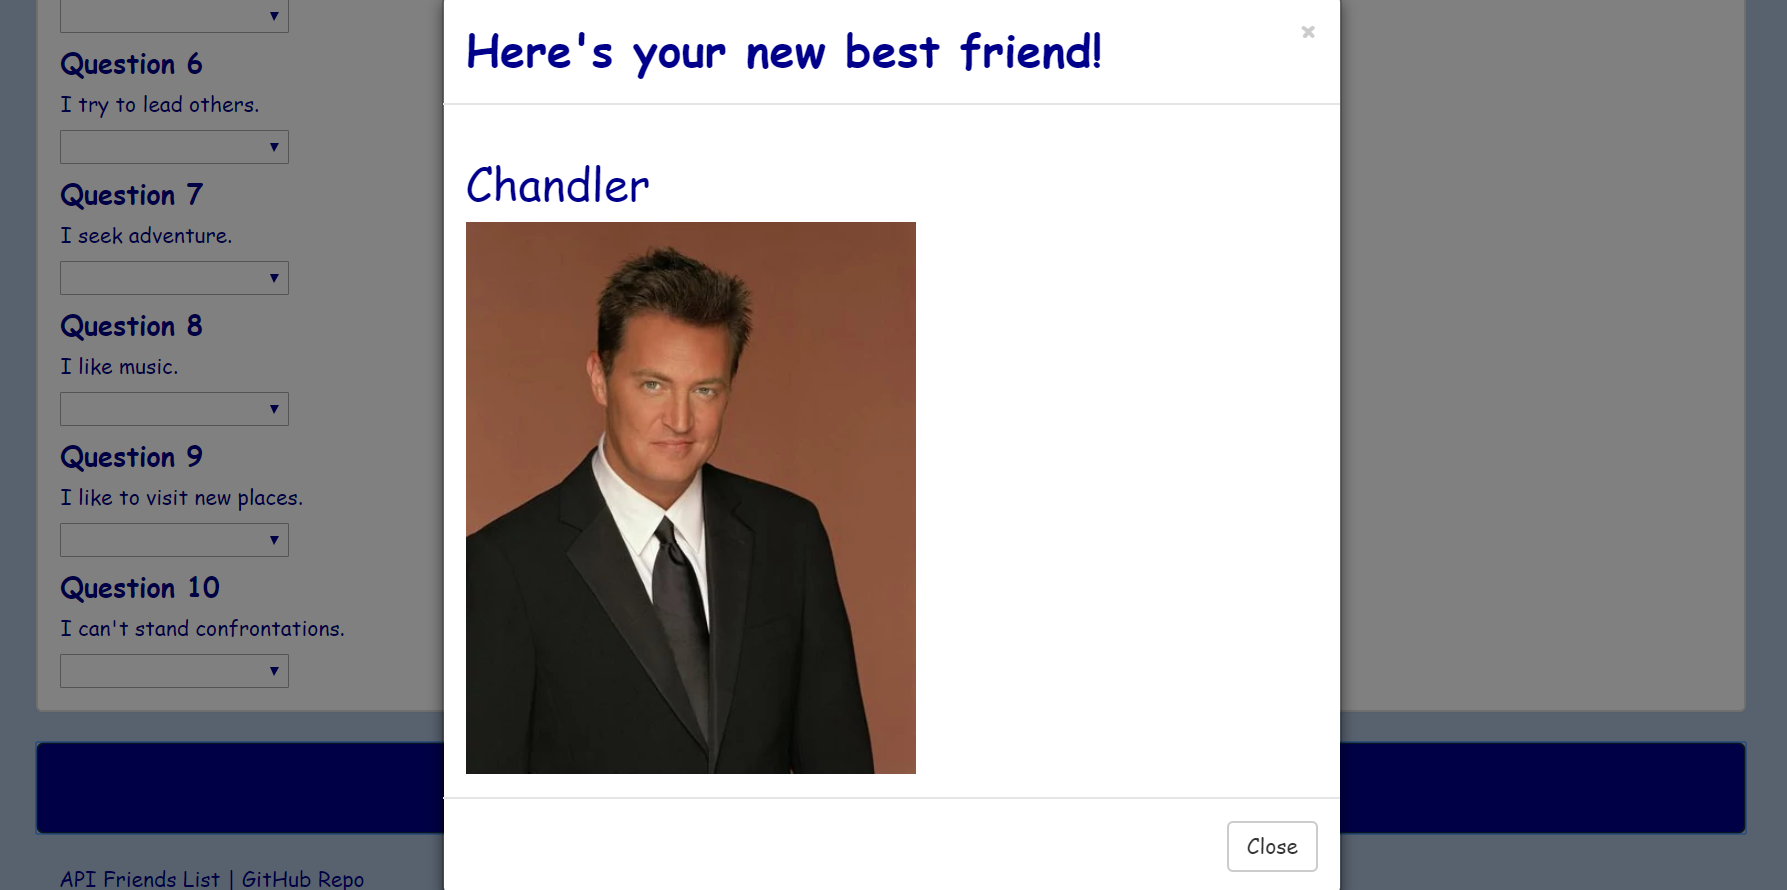 Question 6
I try to lead others.
Question 7
I seek adventure.
Question 8
I like music.
Question 9
I like to visit new places.
Question 10
I can't stand confrontations.
API Friends List | GitHub Repo
Here's your new best friend!
×
Chandler
Close